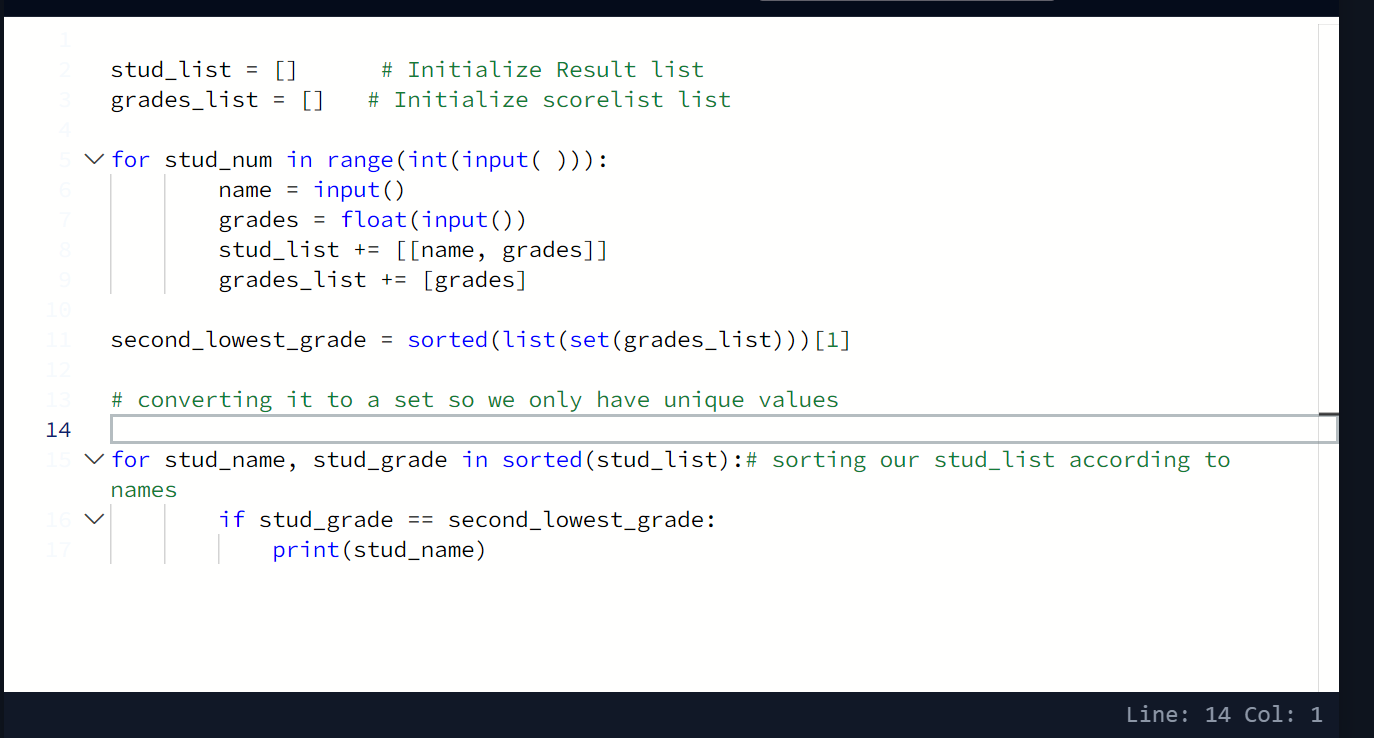 1
2 stud_list = []      # Initialize Result list
3 grades_list = []   # Initialize scorelist list
4
5 for stud_num in range(int(input( ))):
6         name = input()
7         grades = float(input())
8         stud_list += [[name, grades]]
9         grades_list += [grades]
10
11 second_lowest_grade = sorted(list(set(grades_list)))[1]
12
13 # converting it to a set so we only have unique values
14
15 for stud_name, stud_grade in sorted(stud_list):# sorting our stud_list according to
names
16         if stud_grade == second_lowest_grade:
17             print(stud_name)
Line: 14 Col: 1